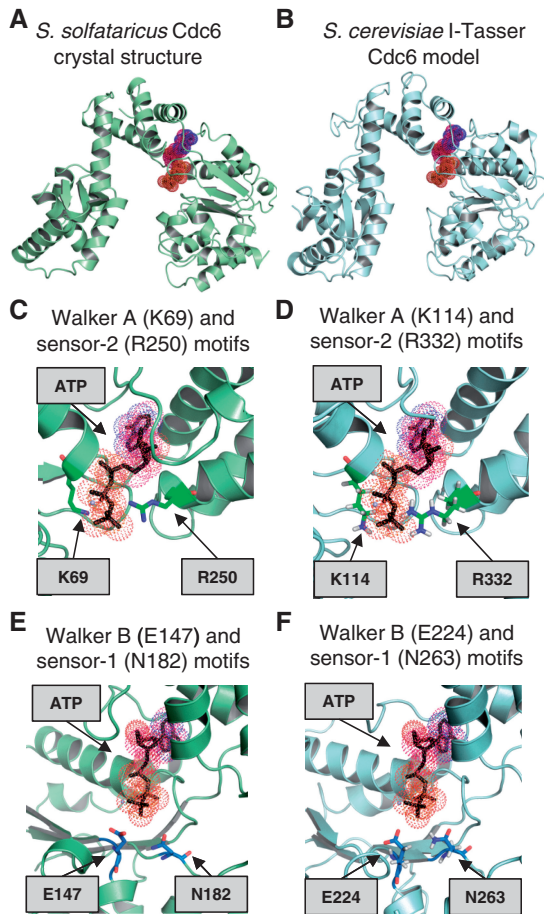 A
S. solfataricus Cdc6
crystal structure
B
S. cerevisiae I-Tasser
Cdc6 model
C
Walker A (K69) and
sensor-2 (R250) motifs
ATP
K69
R250
D
Walker A (K114) and
sensor-2 (R332) motifs
ATP
K114
R332
E
Walker B (E147) and
sensor-1 (N182) motifs
ATP
E147
N182
F
Walker B (E224) and
sensor-1 (N263) motifs
ATP
E224
N263